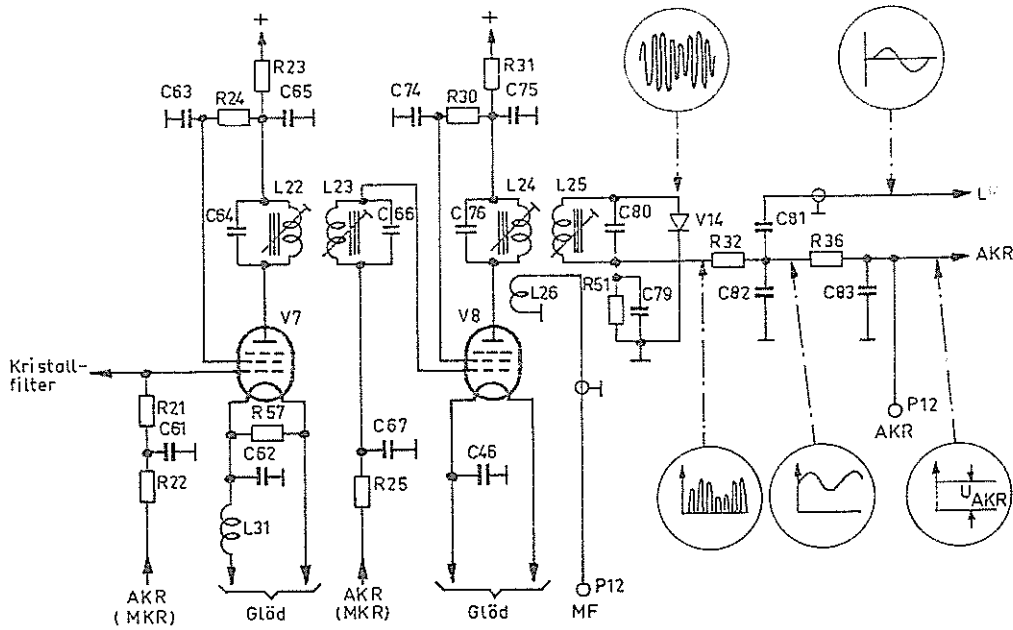 +
+
R23
R31
C63
R24
C65
C74
R30
C75
L22
L23
L24
L25
C64
C66
C76
C80
V14
C81
R32
R36
AKR
R51
C79
C82
C83
L26
V7
V8
Kristall-
filter
R21
R57
C61
C62
R22
C67
C46
R25
P12
AKR
U AKR
L31
P12
AKR
(MKR)
Glöd
AKR
(MKR)
Glöd
MF